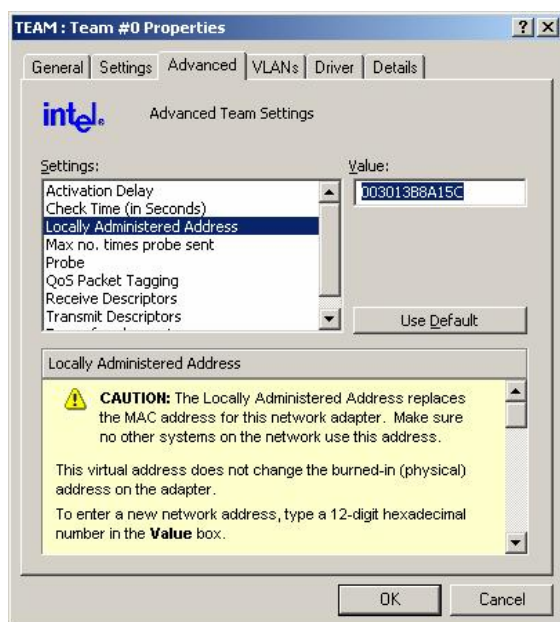 TEAM : Team #0 Properties
General Settings Advanced VLANs Driver Details
intel. Advanced Team Settings
Settings:
Value:
Activation Delay
Check Time (in Seconds)
Locally Administered Address
Max no. times probe sent
Probe
QoS Packet Tagging
Receive Descriptors
Transmit Descriptors
003013B8A15C
Use Default
Locally Administered Address
CAUTION: The Locally Administered Address replaces
the MAC address for this network adapter. Make sure
no other systems on the network use this address.
This virtual address does not change the burned-in (physical)
address on the adapter.
To enter a new network address, type a 12-digit hexadecimal
number in the Value box.
OK Cancel